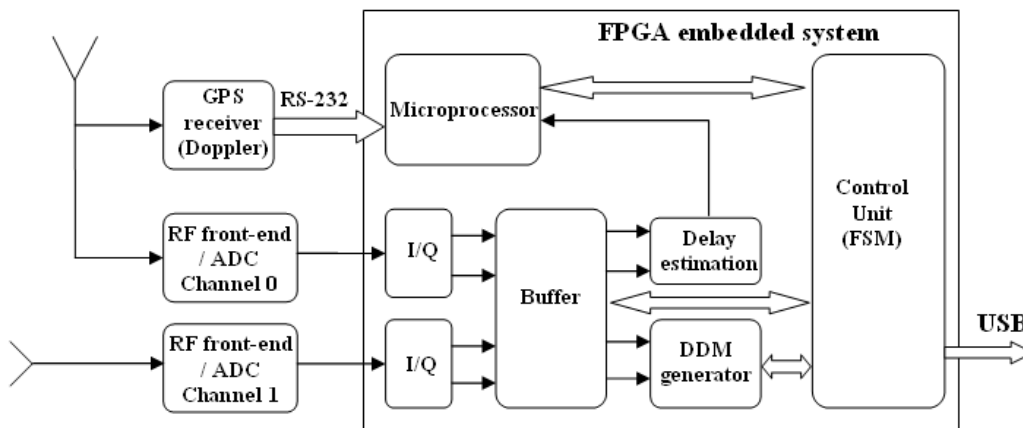 FPGA embedded system
GPS
receiver
(Doppler)
RS-232
Microprocessor
Control
Unit
(FSM)
RF front-end
/ ADC
Channel 0
I/Q
Buffer
Delay
estimation
RF front-end
/ ADC
Channel 1
I/Q
DDM
generator
USB